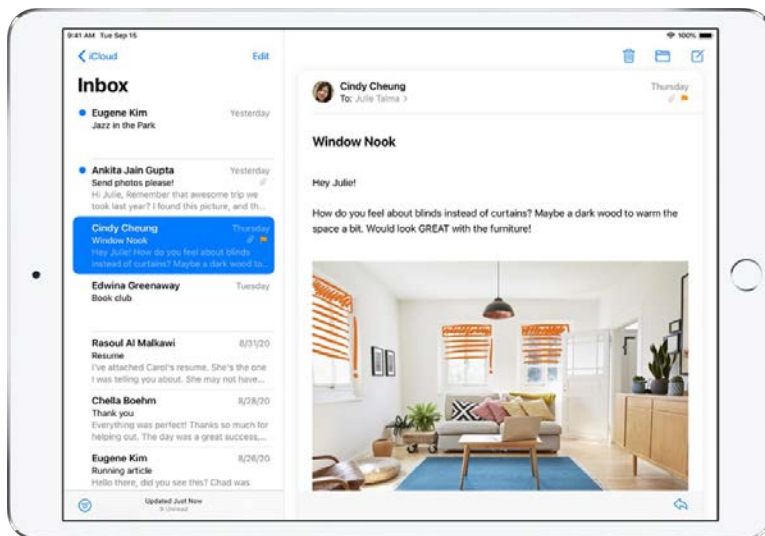 9:41 AM Tue Sep 15
100%
iCloud
Edit
Inbox
Eugene Kim
Yesterday
Jazz in the Park
Ankita Jain Gupta
Yesterday
Send photos please!
Hi Julie, Remember that awesome trip we
took last year? I found this picture, and th...
Cindy Cheung
Thursday
Window Nook
Hey Julie! How do you feel about blinds
instead of curtains? Maybe a dark wood to...
Edwina Greenaway
Tuesday
Book club
Rasoul Al Malkawi
8/31/20
Resume
I've attached Carol's resume. She's the one
I was telling you about. She may not have...
Chella Boehm
8/28/20
Thank you
Everything was perfect! Thanks so much for
helping out. The day was a great success,...
Eugene Kim
8/26/20
Running article
Hello there, did you see this? Chad was
Updated Just Now
9 Unread
Cindy Cheung
Thursday
To: Julie Talma >
Window Nook
Hey Julie!
How do you feel about blinds instead of curtains? Maybe a dark wood to warm the
space a bit. Would look GREAT with the furniture!